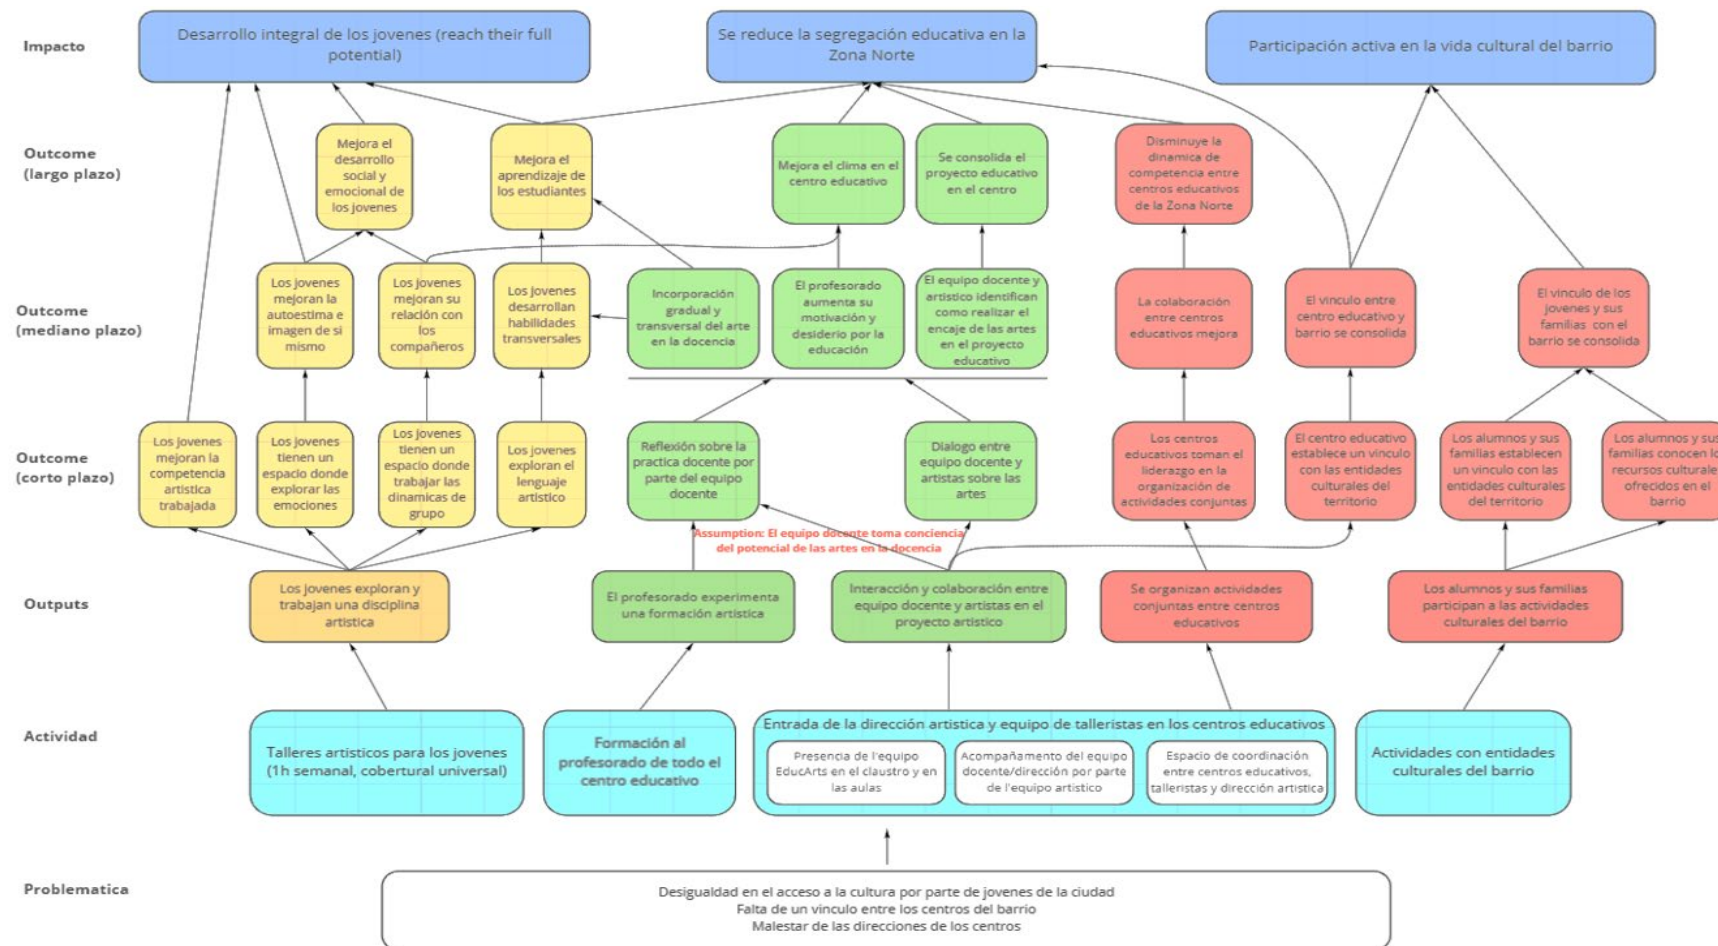 Impacto
Desarrollo integral de los jovenes (reach their full
potential)
Se reduce la segregación educativa en la
Zona Norte
Participación activa en la vida cultural del barrio
Outcome
(largo plazo)
Mejora el
desarrollo
social y
emocional de
los jovenes
Mejora el
aprendizaje de
los estudiantes
Mejora el clima en el
centro educativo
Se consolida el
proyecto educativo
en el centro
Disminuye la
dinamica de
competencia entre
centros educativos
de la Zona Norte
Outcome
(mediano plazo)
Los jovenes
mejoran la
autoestima e
imagen de si
mismo
Los jovenes
mejoran su
relación con
los
compañeros
Los jovenes
desarrollan
habilidades
transversales
Incorporación
gradual y
transversal del arte
en la docencia
El profesorado
aumenta su
motivación y
desiderio por la
educación
El equipo docente y
artistico identifican
como realizar el
encaje de las artes
en el proyecto
educativo
La colaboración
entre centros
educativos mejora
El vinculo entre
centro educativo y
barrio se consolida
El vinculo de los
jovenes y sus
familias con el
barrio se consolida
Outcome
(corto plazo)
Los jovenes
mejoran la
competencia
artistica
trabajada
Los jovenes
tienen un
espacio donde
explorar las
emociones
Los jovenes
tienen un
espacio donde
trabajar las
dinamicas de
grupo
Los jovenes
exploran el
lenguaje
artistico
Reflexión sobre la
practica docente por
parte del equipo
docente
Dialogo entre
equipo docente y
artistas sobre las
artes
Los centros
educativos toman el
liderazgo en la
organización de
actividades conjuntas
El centro educativo
establece un vinculo
con las entidades
culturales del
territorio
Los alumnos y sus
familias establecen
un vinculo con las
entidades culturales
del territorio
Los alumnos y sus
familias conocen lo
recursos culturale
ofrecidos en el
barrio
Assumption: El equipo docente toma conciencia
del potencial de las artes en la docencia
Outputs
Los jovenes exploran y
trabajan una disciplina
artistica
El profesorado experimenta
una formación artistica
Interacción y colaboración entre
equipo docente y artistas en el
proyecto artistico
Se organizan actividades
conjuntas entre centros
educativos
Los alumnos y sus familias
participan a las actividades
culturales del barrio
Actividad
Talleres artisticos para los jovenes
(1h semanal, cobertural universal)
Formación al
profesorado de todo el
centro educativo
Entrada de la dirección artistica y equipo de talleristas en los centros educativos
Presencia de l'equipo
EducArts en el claustro y en
las aulas
Acompañamento del equipo
docente/dirección por parte
de l'equipo artistico
Espacio de coordinación
entre centros educativos,
talleristas y dirección artistica
Actividades con entidades
culturales del barrio
Problematica
Desigualdad en el acceso a la cultura por parte de jovenes de la ciudad
Falta de un vinculo entre los centros del barrio
Malestar de las direcciones de los centros